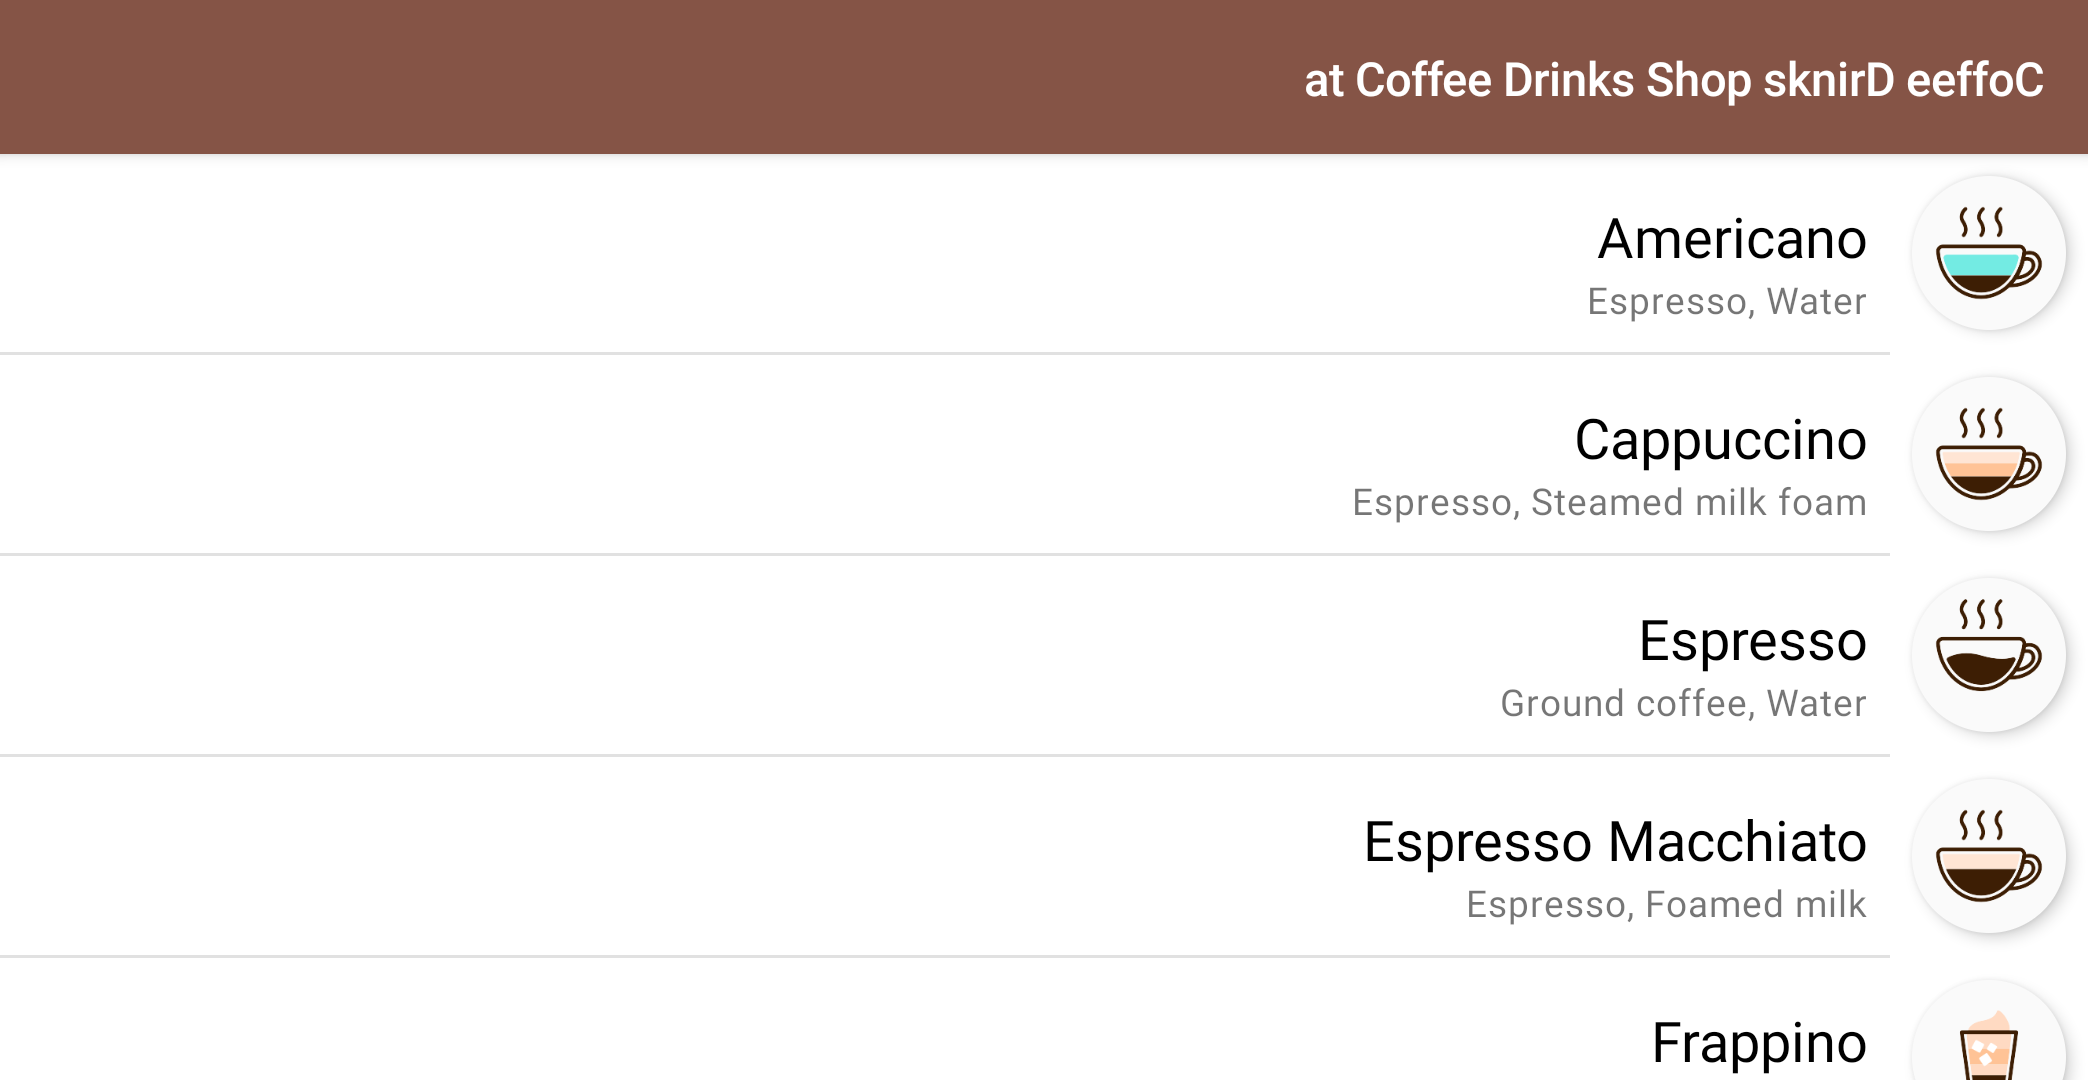 at Coffee Drinks Shop sknirD eeffoC
Americano
Espresso, Water
Cappuccino
Espresso, Steamed milk foam
Espresso
Ground coffee, Water
Espresso Macchiato
Espresso, Foamed milk
Frappino